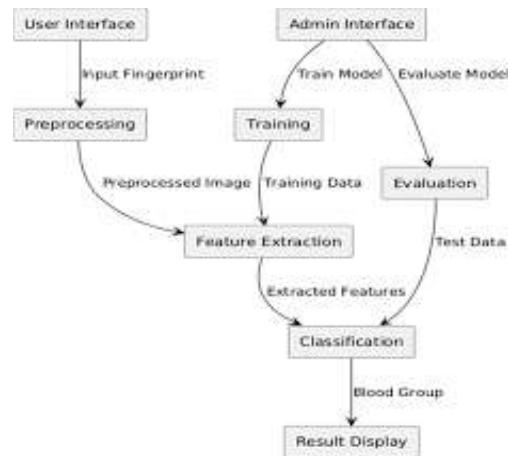 User Interface
Admin Interface
Input Fingerprint
Train Model
Evaluate Model
Preprocessing
Training
Preprocessed Image
Training Data
Evaluation
Feature Extraction
Test Data
Extracted Features
Classification
Blood Group
Result Display